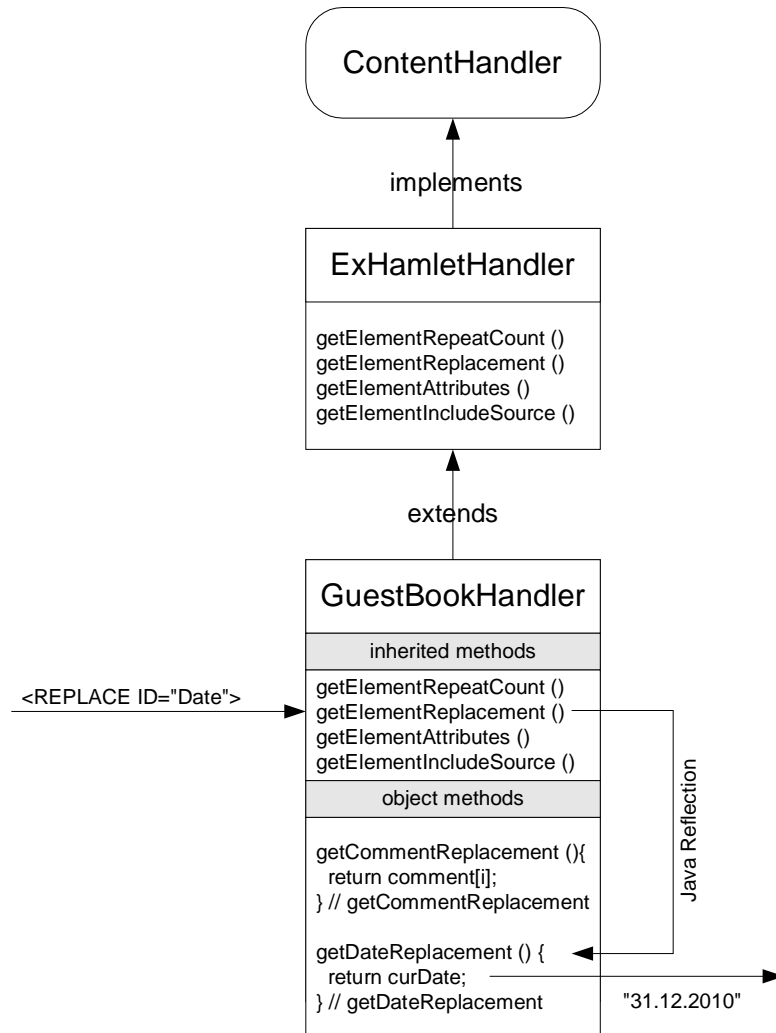 ContentHandler
implements
ExHamletHandler
getElementRepeatCount ()
getElementReplacement ()
getElementAttributes ()
getElementIncludeSource ()
extends
GuestBookHandler
inherited methods
<REPLACE ID="Date">
getElementRepeatCount ()
getElementReplacement ()
getElementAttributes ()
getElementIncludeSource ()
object methods
Java Reflection
getCommentReplacement (){
return comment[i];
} // getCommentReplacement
getDateReplacement () {
return curDate;
} // getDateReplacement
"31.12.2010"